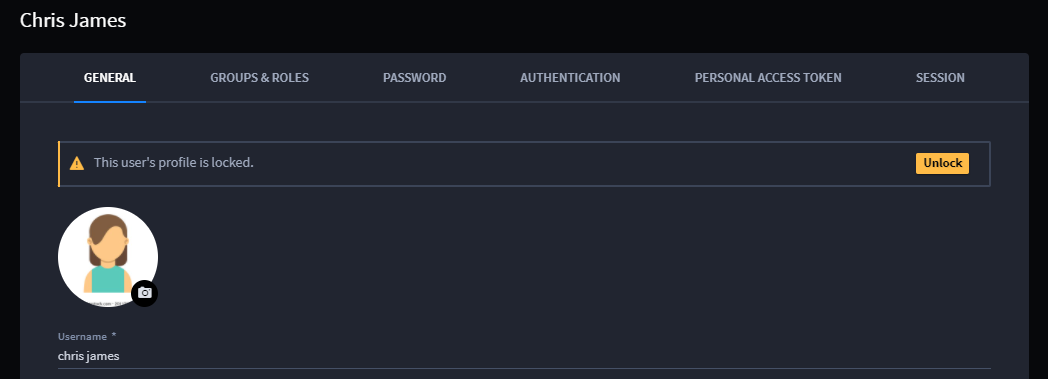 Chris James
GENERAL GROUPS & ROLES PASSWORD AUTHENTICATION PERSONAL ACCESS TOKEN SESSION
This user's profile is locked. Unlock
Username *
chris james